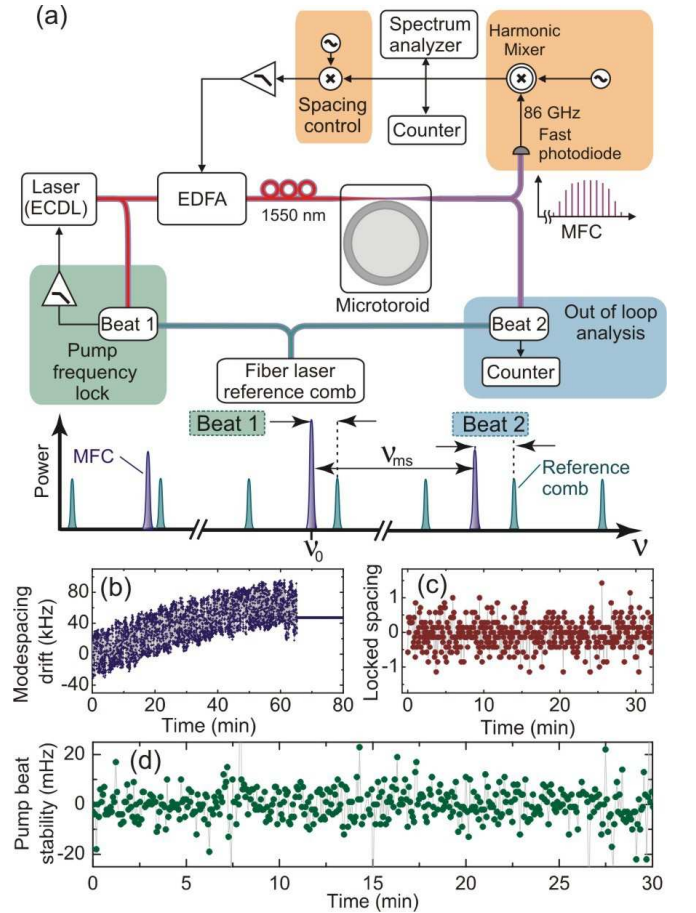 (a)
Spectrum
analyzer
Harmonic
Mixer
Spacing
control
Counter
86 GHz
Fast
photodiode
Laser
(ECDL)
EDFA
1550 nm
MFC
Microtoroid
Beat 1
Pump
frequency
lock
Fiber laser
reference comb
Beat 2
Out of loop
analysis
Counter
Power
MFC
Beat 1
νms
Beat 2
Reference
comb
ν0
ν
(b)
Modespacing
drift (kHz)
80
40
0
-40
0 20 40 60 80
Time (min)
(c)
Locked spacing
1
0
-1
0 5 10 15 20 25 30
Time (min)
(d)
Pump beat
stability (mHz)
20
0
-20
0 5 10 15 20 25 30
Time (min)